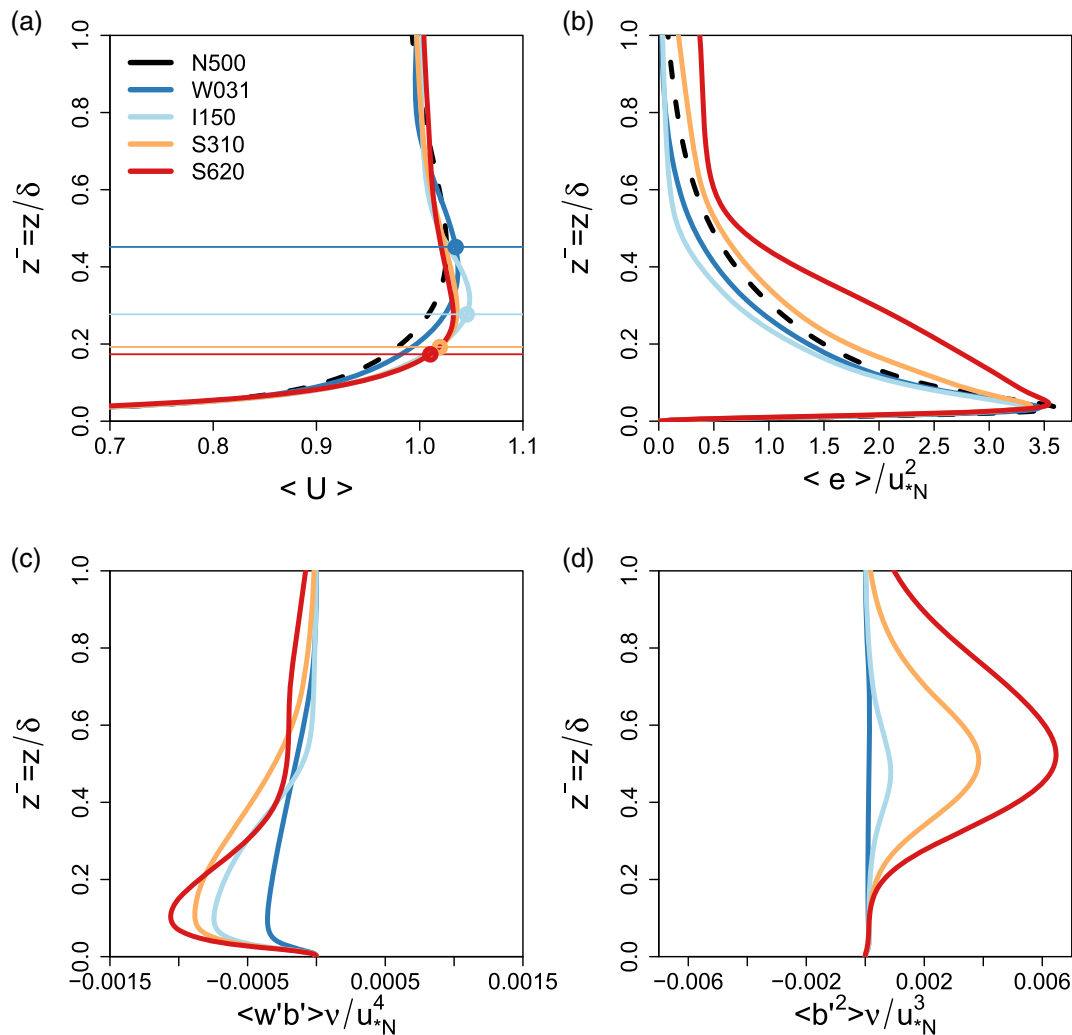 (a)
N500
W031
I150
S310
S620
z⁻=z/δ
0.0 0.2 0.4 0.6 0.8 1.0
0.7 0.8 0.9 1.0 1.1
< U >
(b)
z⁻=z/δ
0.0 0.2 0.4 0.6 0.8 1.0
0.0 0.5 1.0 1.5 2.0 2.5 3.0 3.5
< e >/u²*N
(c)
z⁻=z/δ
0.0 0.2 0.4 0.6 0.8 1.0
−0.0015 −0.0005 0.0005 0.0015
<w'b'>ν/u⁴*N
(d)
z⁻=z/δ
0.0 0.2 0.4 0.6 0.8 1.0
−0.006 −0.002 0.002 0.006
<b'²>ν/u³*N